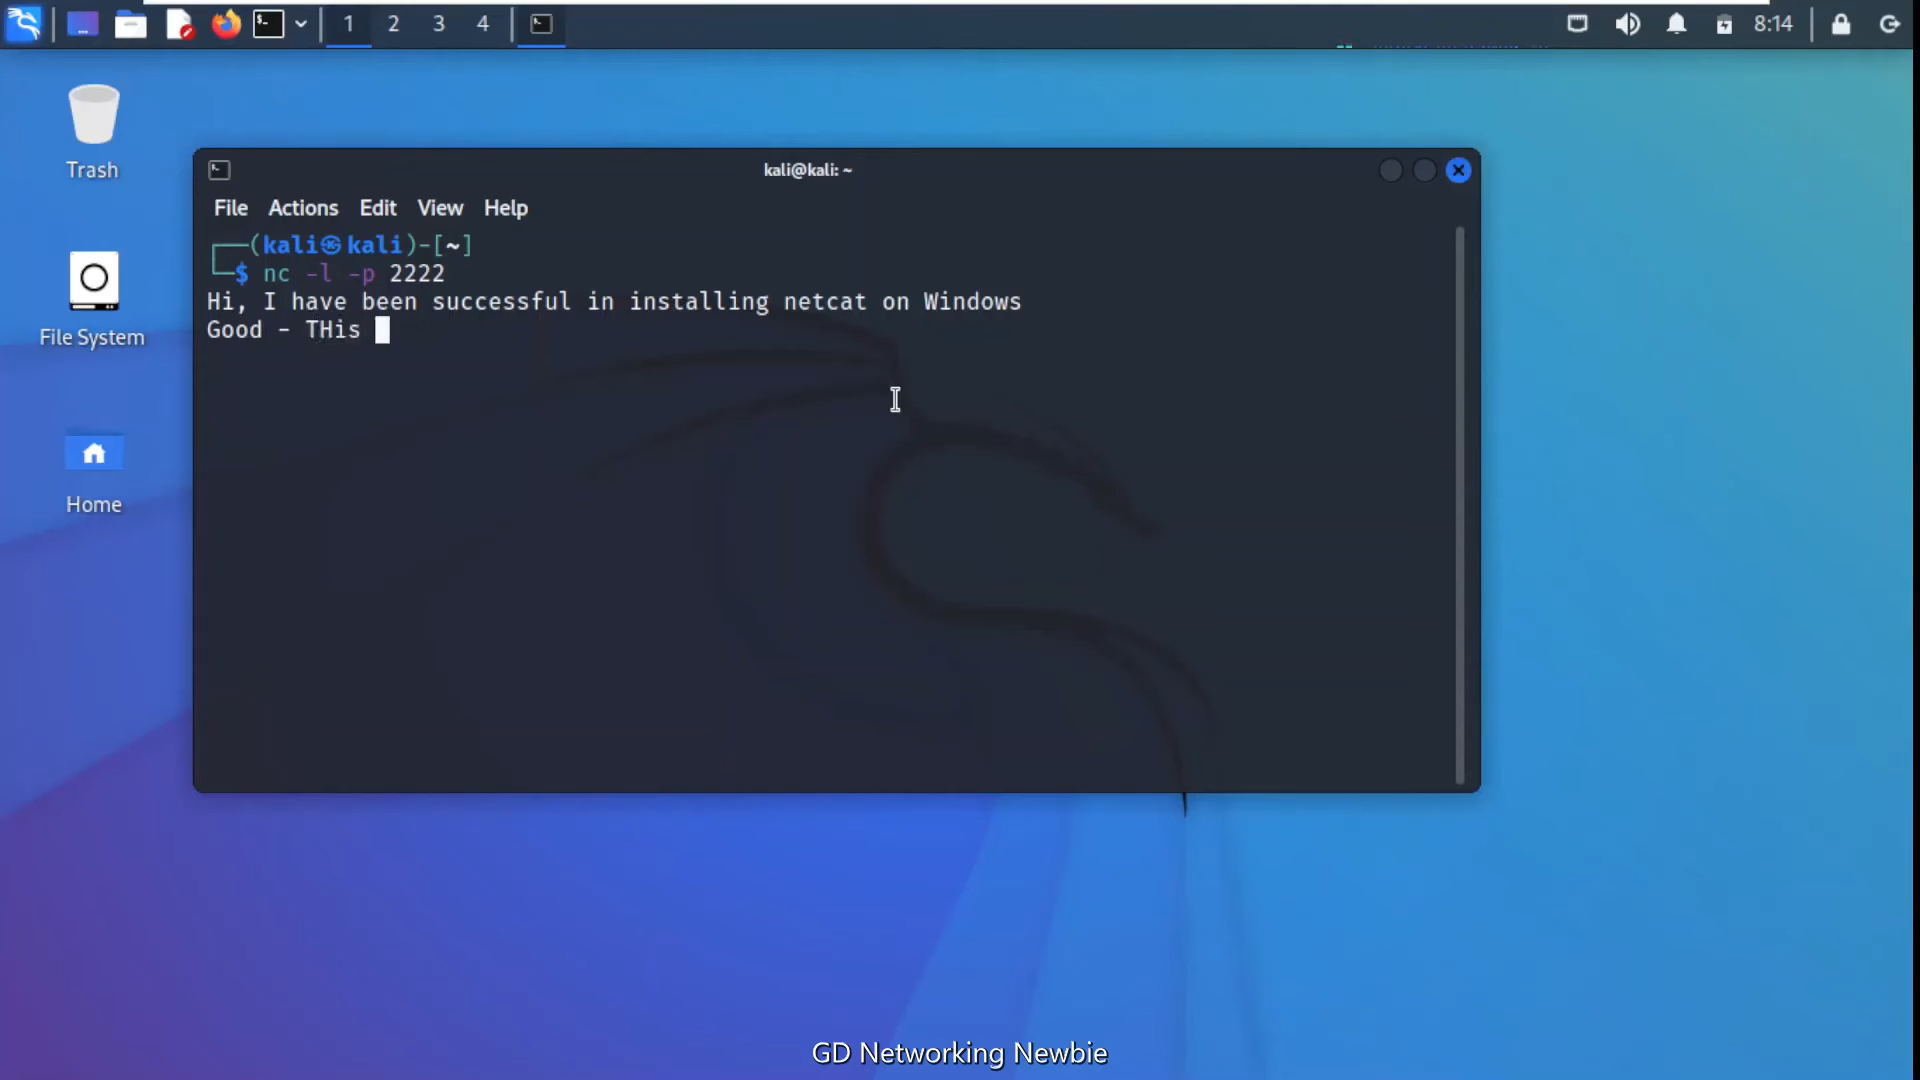 1 2 3 4
8:14
Trash
File System
Home
kali@kali: ~
File Actions Edit View Help
┌──(kali㉿kali)-[~]
└─$ nc -l -p 2222
Hi, I have been successful in installing netcat on Windows
Good - THis
GD Networking Newbie